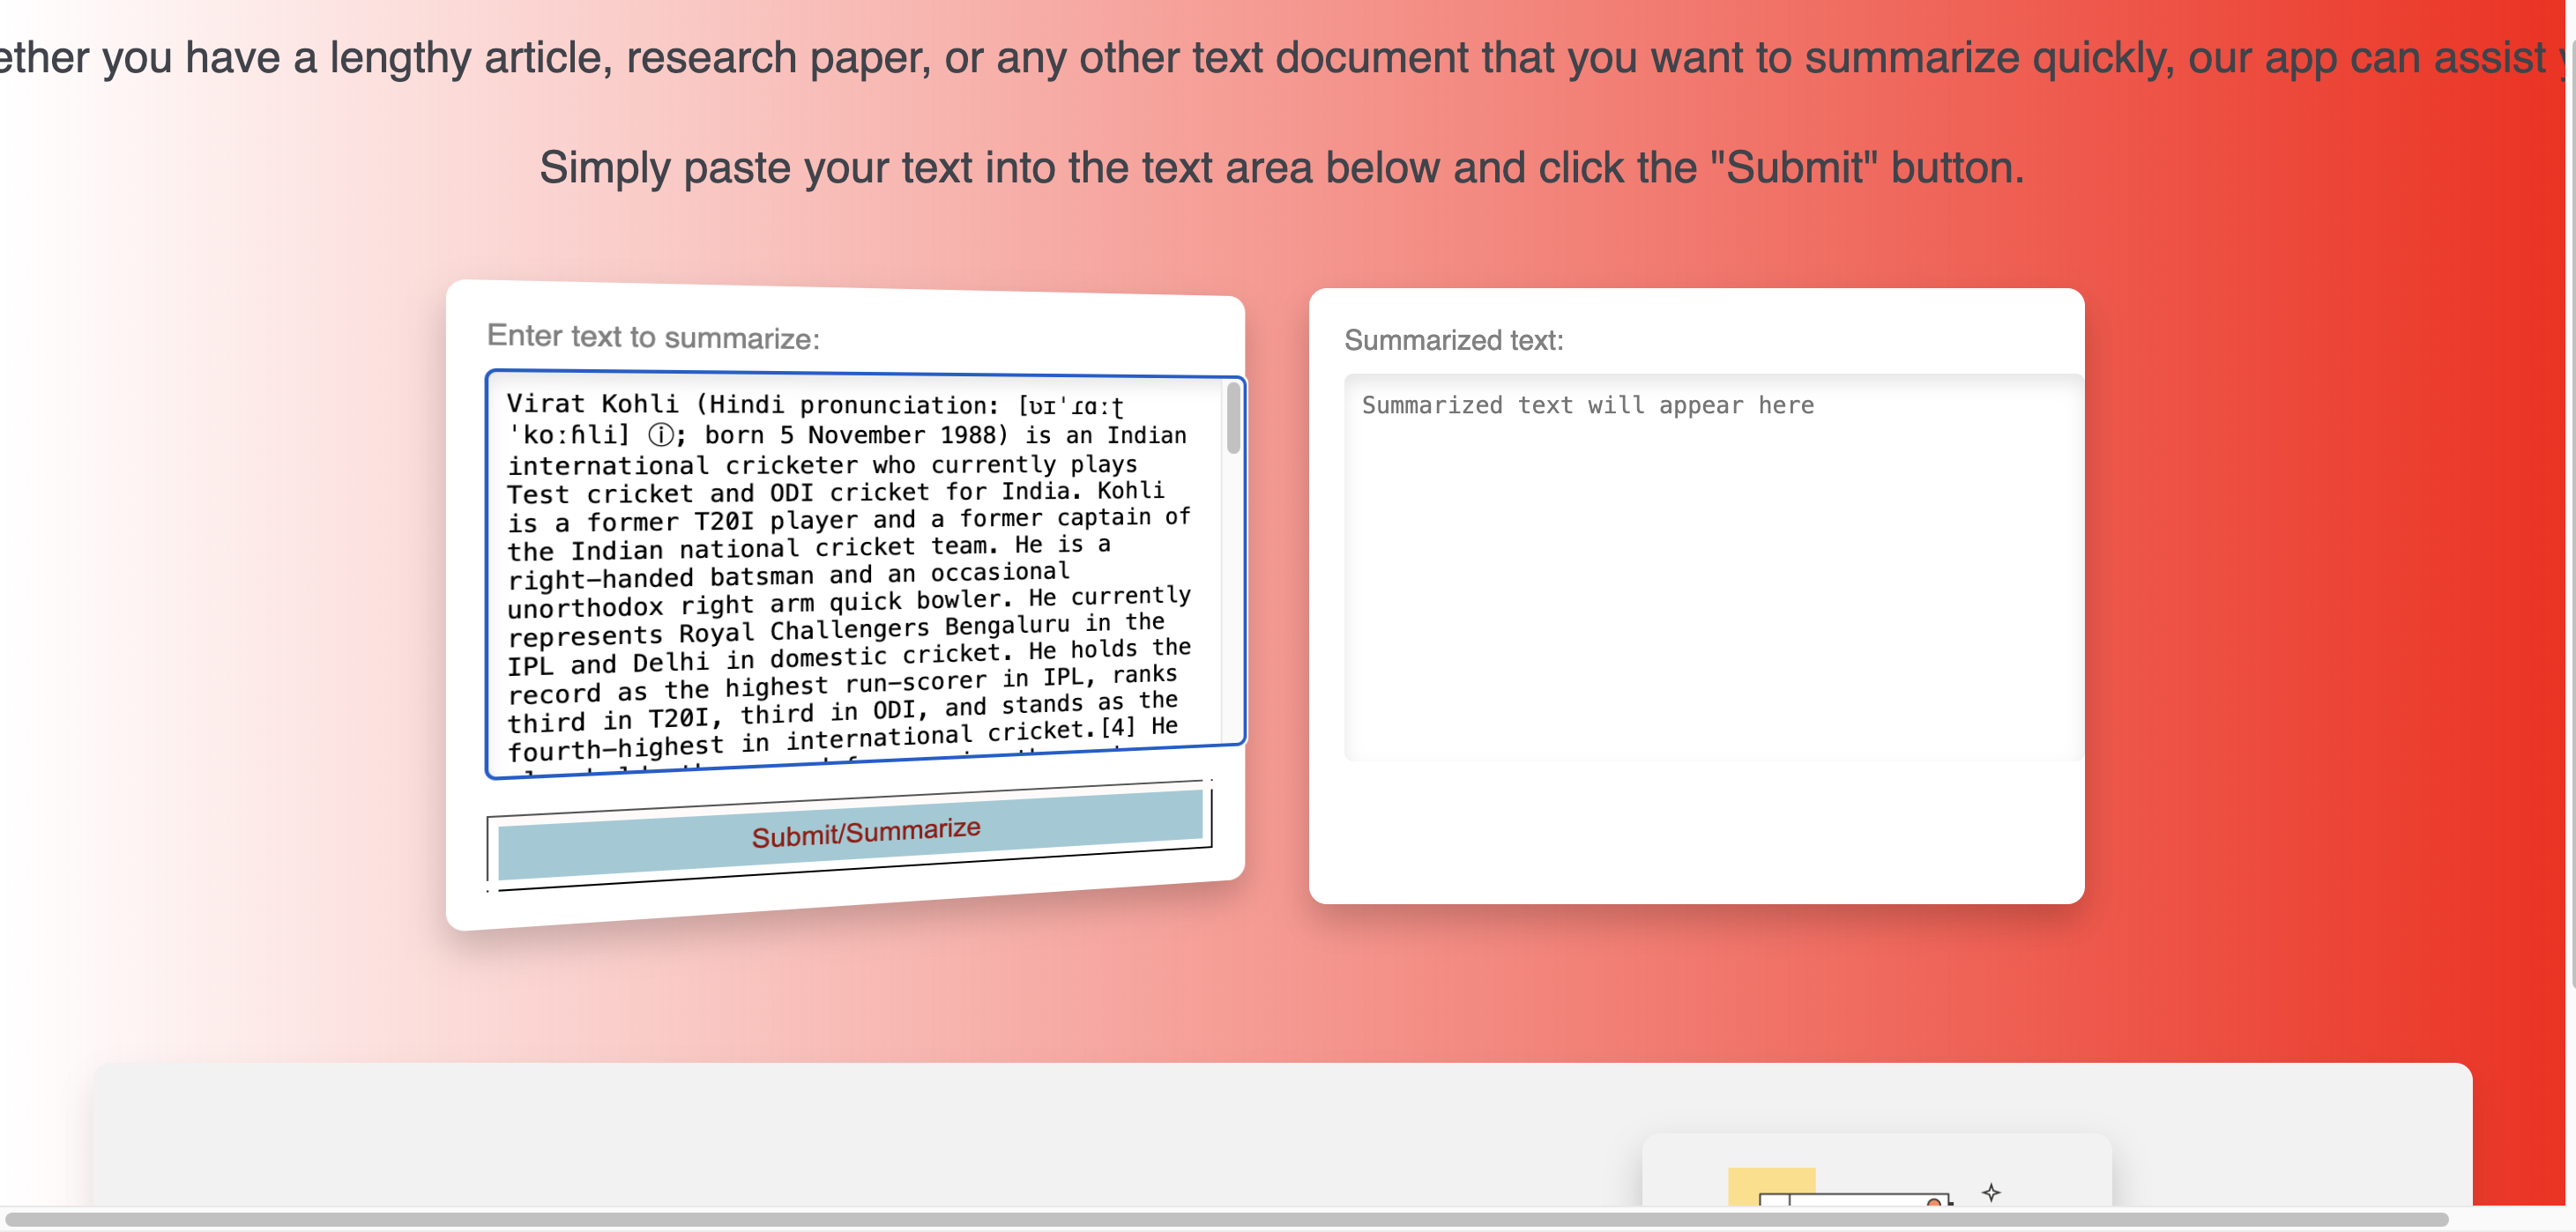 ether you have a lengthy article, research paper, or any other text document that you want to summarize quickly, our app can assist
Simply paste your text into the text area below and click the "Submit" button.
Enter text to summarize:
Virat Kohli (Hindi pronunciation: [ʋɪˈɾɑːʈ
ˈkoːɦli] ⓘ; born 5 November 1988) is an Indian
international cricketer who currently plays
Test cricket and ODI cricket for India. Kohli
is a former T20I player and a former captain of
the Indian national cricket team. He is a
right-handed batsman and an occasional
unorthodox right arm quick bowler. He currently
represents Royal Challengers Bengaluru in the
IPL and Delhi in domestic cricket. He holds the
record as the highest run-scorer in IPL, ranks
third in T20I, third in ODI, and stands as the
fourth-highest in international cricket.[4] He
Submit/Summarize
Summarized text:
Summarized text will appear here